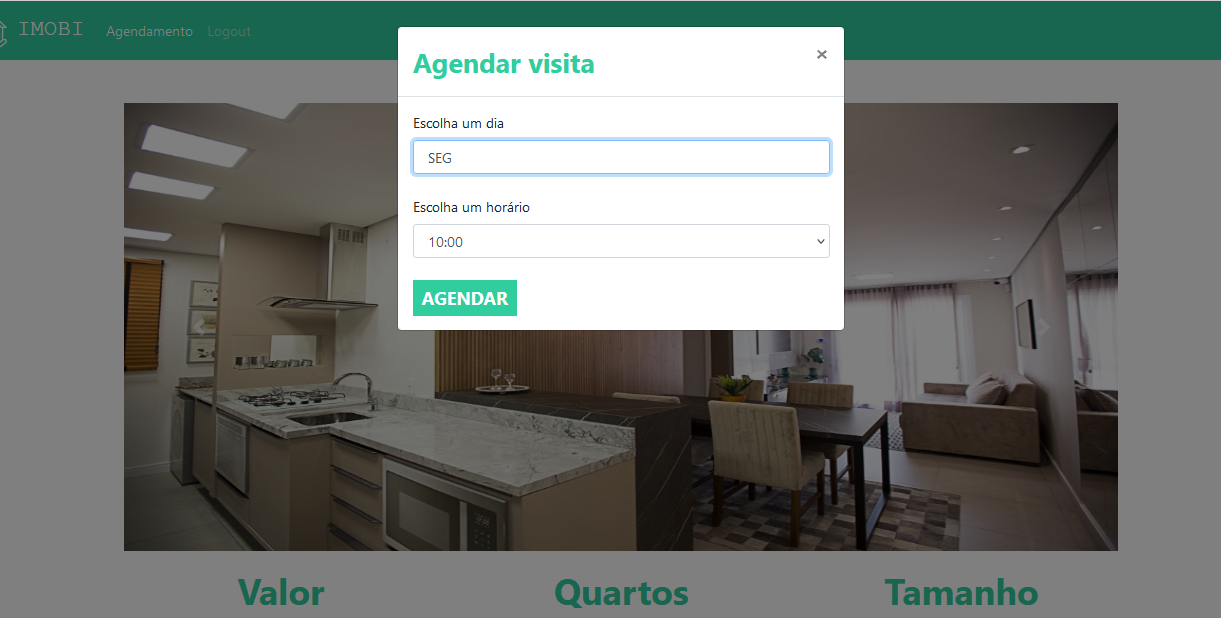 IMOBI Agendamento Logout
Agendar visita ×
Escolha um dia
SEG
Escolha um horário
10:00
AGENDAR
Valor Quartos Tamanho